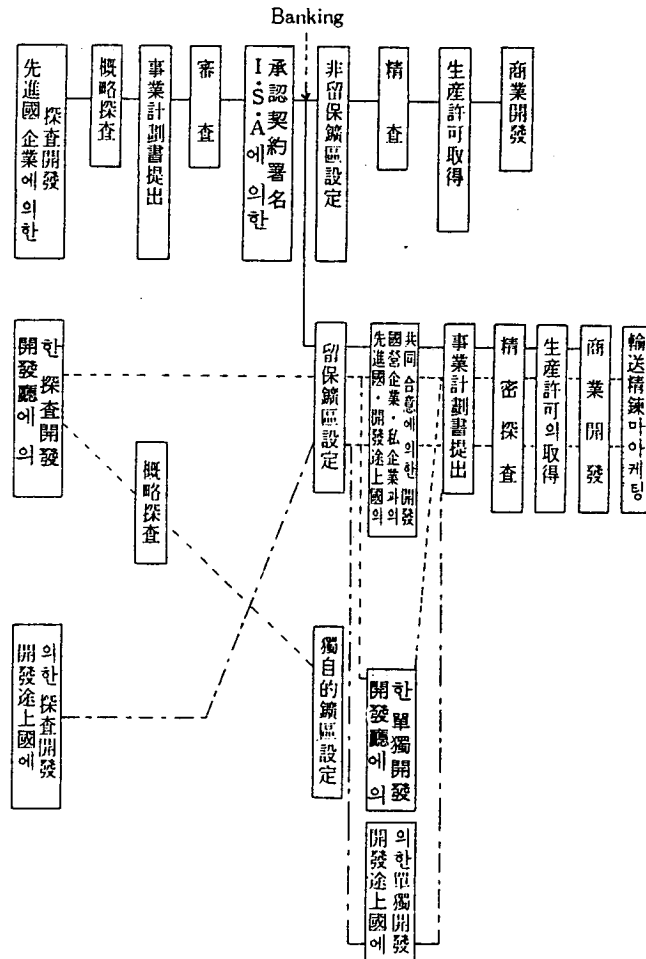 Banking
先進國 企業에 의한
探査開發
概略探査
事業計劃書提出
審査
I·S·A에 의한
承認契約署名
非留保鑛區設定
精査
生産許可取得
商業開發
開發廳에 의
한 探査開發
概略探査
留保鑛區設定
先進國·開發途上國의
國營企業·私企業과의
共同 合意에 의한 開發
事業計劃書提出
精密探査
生産許可의 取得
商業開發
輸送精鍊마아케팅
開發途上國에
의한 探査開發
獨自的鑛區設定
開發廳에 의
한 單獨開發
開發途上國에
의한 單獨開發